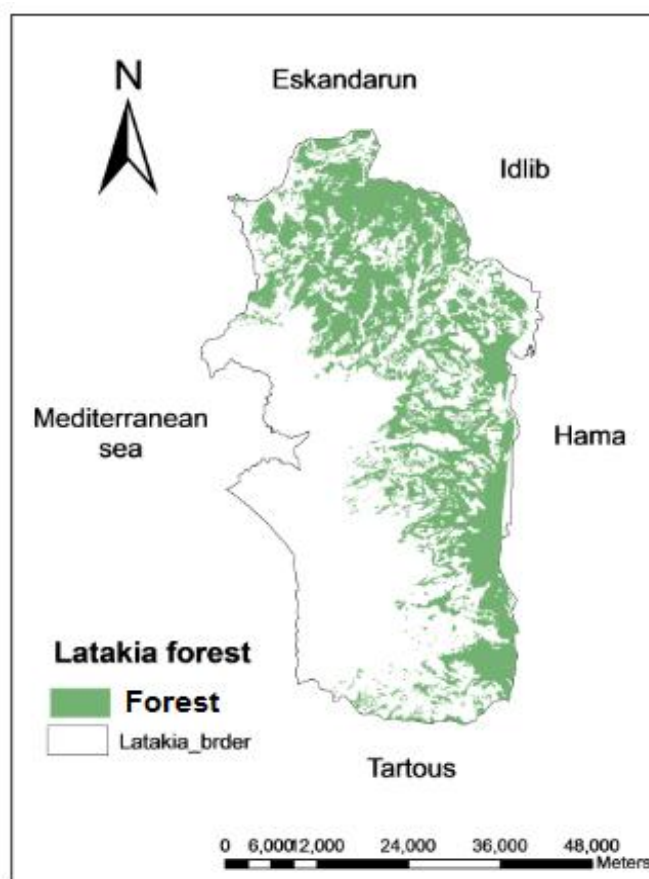 N
Eskandarun
Idlib
Mediterranean
sea
Hama
Latakia forest
Forest
Latakia_brder
Tartous
0 6,000 12,000 24,000 36,000 48,000
Meters